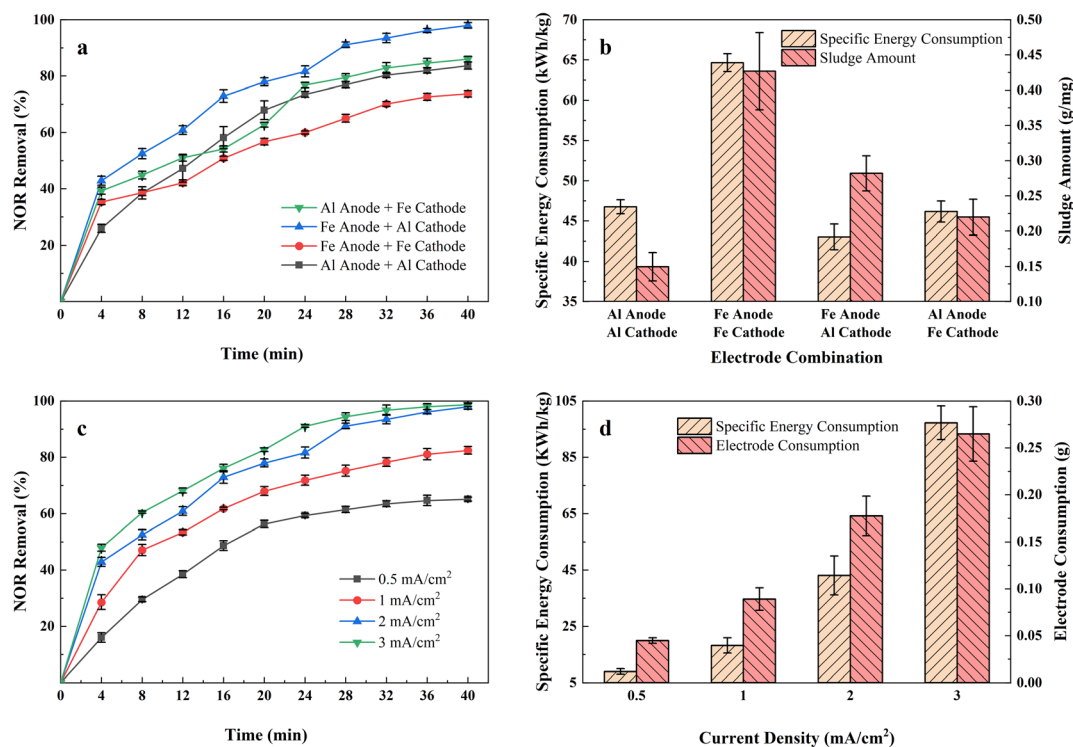 a
NOR Removal (%)
100
80
60
40
20
0
4
8
12
16
20
24
28
32
36
40
Time (min)
Al Anode + Fe Cathode
Fe Anode + Al Cathode
Fe Anode + Fe Cathode
Al Anode + Al Cathode
b
Specific Energy Consumption (kWh/kg)
70
65
60
55
50
45
40
35
Specific Energy Consumption
Sludge Amount
0.50
0.45
0.40
0.35
0.30
0.25
0.20
0.15
0.10
Sludge Amount (g/mg)
Al Anode
Al Cathode
Fe Anode
Fe Cathode
Fe Anode
Al Cathode
Al Anode
Fe Cathode
Electrode Combination
c
NOR Removal (%)
100
80
60
40
20
0
4
8
12
16
20
24
28
32
36
40
Time (min)
0.5 mA/cm²
1 mA/cm²
2 mA/cm²
3 mA/cm²
d
Specific Energy Consumption (KWh/kg)
105
85
65
45
25
5
Specific Energy Consumption
Electrode Consumption
0.30
0.25
0.20
0.15
0.10
0.05
0.00
Electrode Consumption (g)
0.5
1
2
3
Current Density (mA/cm²)